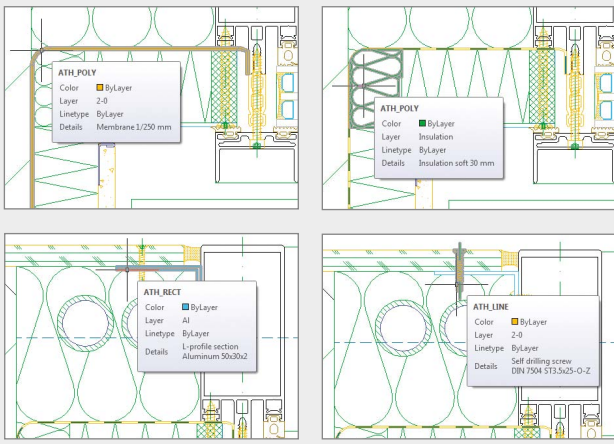 ATH_POLY
Color ByLayer
Layer 2-0
Linetype ByLayer
Details Membrane 1/250 mm
ATH_POLY
Color ByLayer
Layer Insulation
Linetype ByLayer
Details Insulation soft 30 mm
ATH_RECT
Color ByLayer
Layer Al
Linetype ByLayer
Details L-profile section
Aluminum 50x30x2
ATH_LINE
Color ByLayer
Layer 2-0
Linetype ByLayer
Details Self drilling screw
DIN 7504 ST3.5x25-O-Z